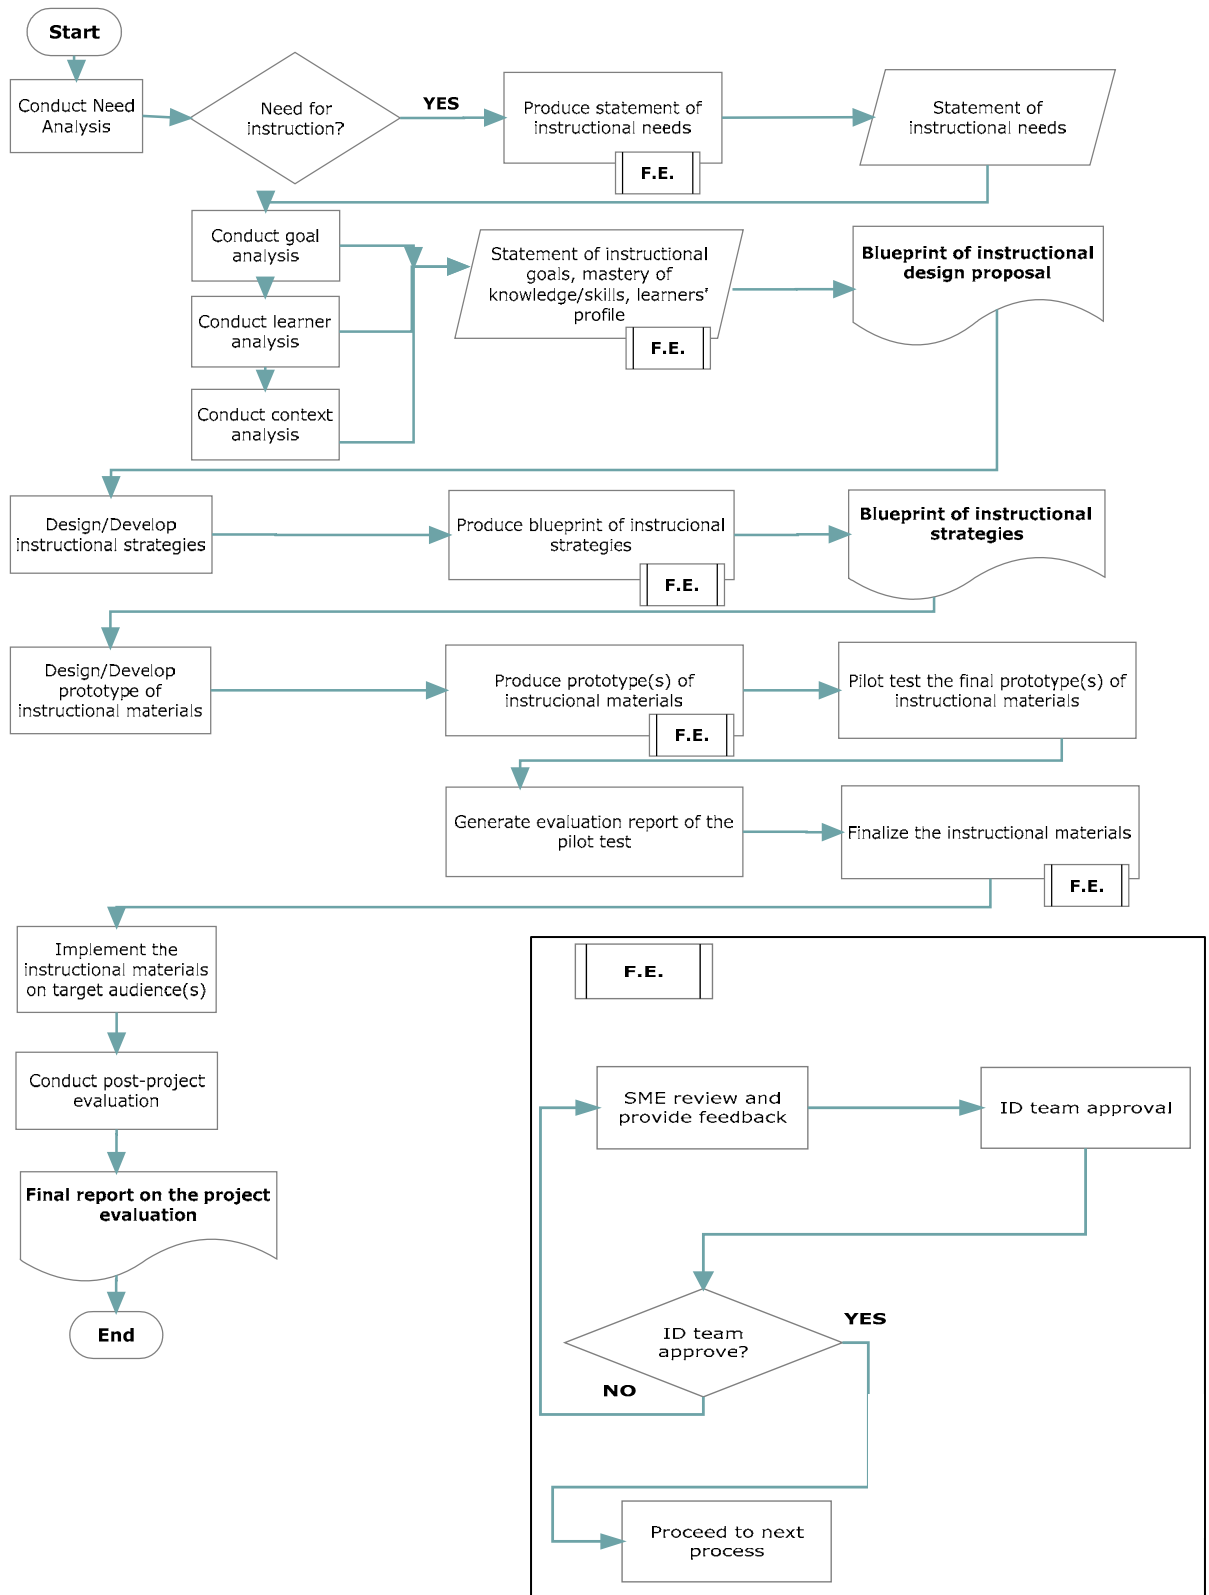 Start
Conduct Need
Analysis
Need for
instruction?
YES
Produce statement of
instructional needs
F.E.
Statement of
instructional needs
Conduct goal
analysis
Conduct learner
analysis
Conduct context
analysis
Statement of instructional
goals, mastery of
knowledge/skills, learners'
profile
F.E.
Blueprint of instructional
design proposal
Design/Develop
instructional strategies
Produce blueprint of instrucional
strategies
F.E.
Blueprint of instructional
strategies
Design/Develop
prototype of
instructional materials
Produce prototype(s) of
instrucional materials
F.E.
Pilot test the final prototype(s) of
instructional materials
Generate evaluation report of the
pilot test
Finalize the instructional materials
F.E.
Implement the
instructional materials
on target audience(s)
Conduct post-project
evaluation
Final report on the project
evaluation
End
F.E.
SME review and
provide feedback
ID team approval
ID team
approve?
YES
NO
Proceed to next
process